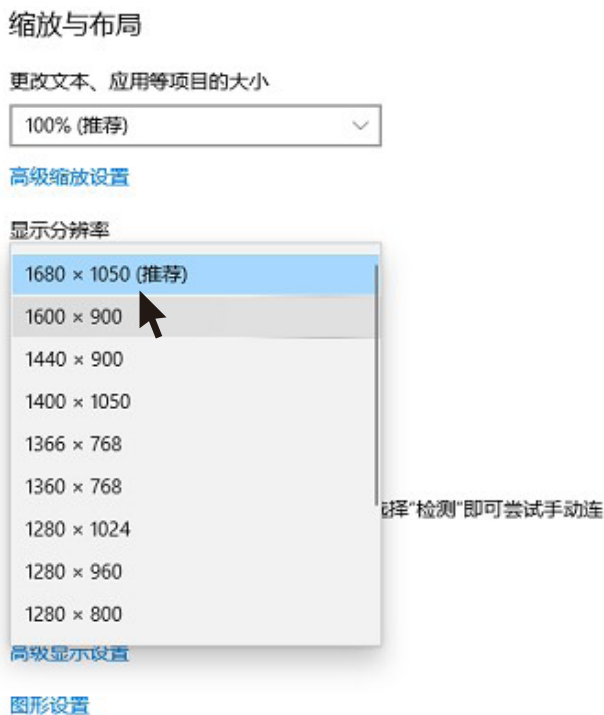 缩放与布局
更改文本、应用等项目的大小
100% (推荐)
高级缩放设置
显示分辨率
1680 × 1050 (推荐)
1600 × 900
1440 × 900
1400 × 1050
1366 × 768
1360 × 768
1280 × 1024
选择“检测”即可尝试手动连
1280 × 960
1280 × 800
高级显示设置
图形设置